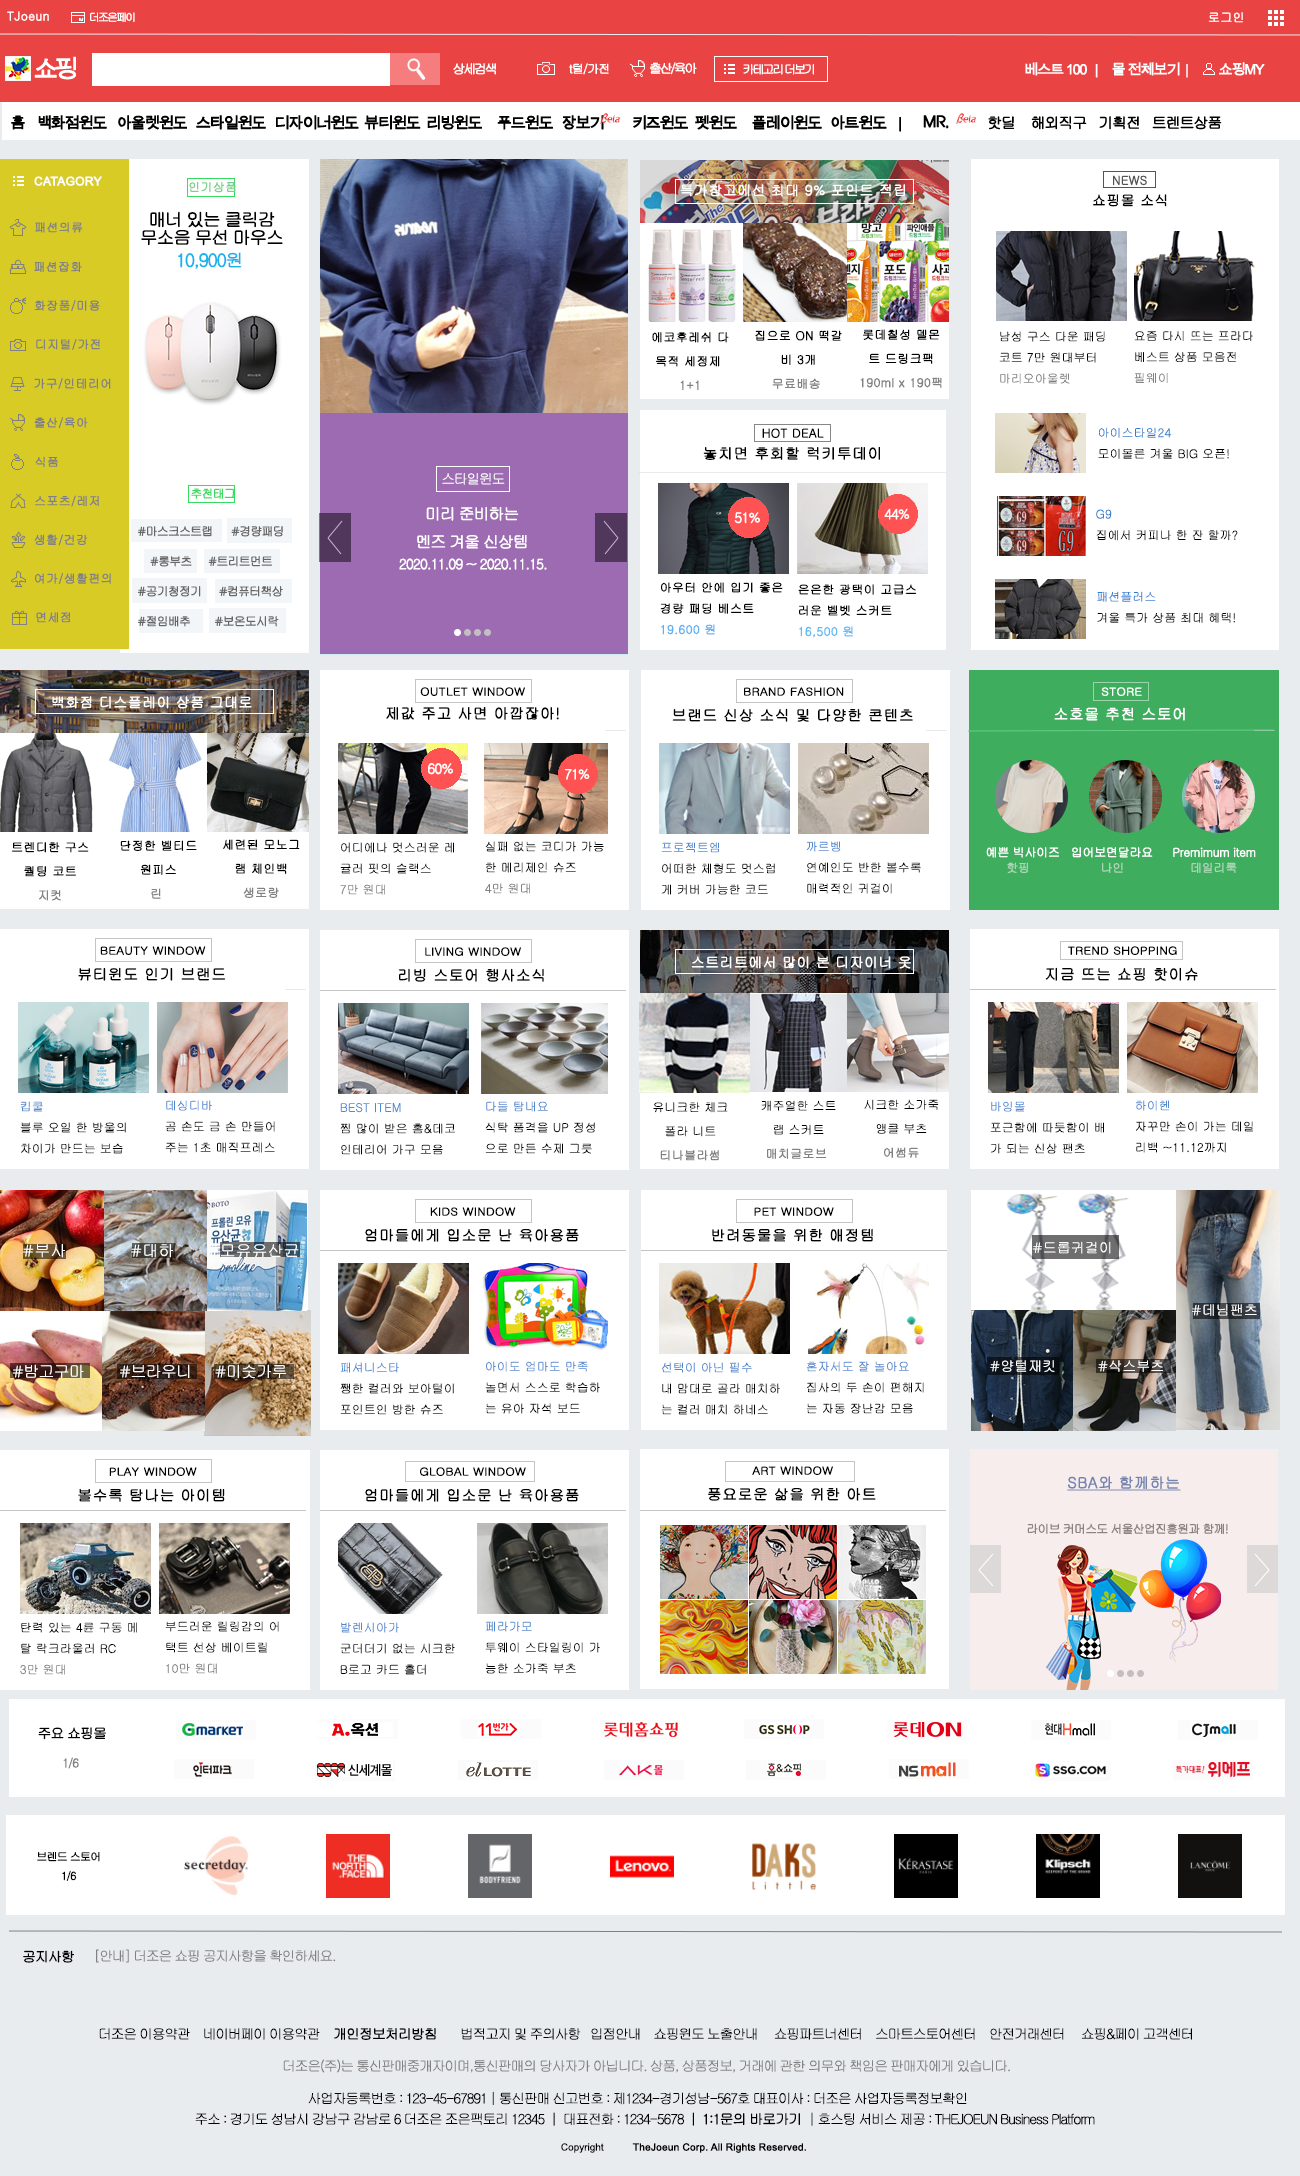 TJoeun 더조은페이 로그인
쇼핑 상세검색 t털/가전 출산/육아 카테고리 더보기 베스트 100 | 몰 전체보기 | 쇼핑MY
홈 백화점윈도 아울렛윈도 스타일윈도 디자이너윈도 뷰티윈도 리빙윈도 푸드윈도 장보기Beta 키즈윈도 펫윈도 플레이윈도 아트윈도 | MR. Beta 핫딜 해외직구 기획전 트렌트상품
CATAGORY
패션의류
패션잡화
화장품/미용
디지털/가전
가구/인테리어
출산/육아
식품
스포츠/레저
생활/건강
여가/생활편의
면세점
인기상품
매너 있는 클릭감
무소음 무선 마우스
10,900원
추천태그
#마스크스트랩 #경량패딩
#롱부츠 #트리트먼트
#공기청정기 #컴퓨터책상
#절임배추 #보온도시락
스타일윈도
미리 준비하는
멘즈 겨울 신상템
2020.11.09 ~ 2020.11.15.
특가창고에선 최대 9% 포인트 적립
에코후레쉬 다
목적 세정제
1+1
집으로 ON 떡갈
비 3개
무료배송
롯데칠성 델몬
트 드링크팩
190ml x 190팩
HOT DEAL
놓치면 후회할 럭키투데이
51%
44%
아우터 안에 입기 좋은
경량 패딩 베스트
19.600 원
은은한 광택이 고급스
러운 벨벳 스커트
16,500 원
NEWS
쇼핑몰 소식
남성 구스 다운 패딩
코트 7만 원대부터
마리오아울렛
요즘 다시 뜨는 프라다
베스트 상품 모음전
필웨이
아이스타일24
모이몰른 겨울 BIG 오픈!
G9
집에서 커피나 한 잔 할까?
패션플러스
겨울 특가 상품 최대 혜택!
백화점 디스플레이 상품 그대로
트렌디한 구스
퀄팅 코트
지컷
단정한 벨티드
원피스
린
세련된 모노그
램 체인백
생로랑
OUTLET WINDOW
제값 주고 사면 아깝잖아!
60%
71%
어디에나 멋스러운 레
귤러 핏의 슬랙스
7만 원대
실패 없는 코디가 가능
한 메리제인 슈즈
4만 원대
BRAND FASHION
브랜드 신상 소식 및 다양한 콘텐츠
프로젝트엠
어떠한 체형도 멋스럽
게 커버 가능한 코드
까르벵
연예인도 반한 볼수록
매력적인 귀걸이
STORE
소호몰 추천 스토어
예쁜 빅사이즈
핫핑
입어보면달라요
나인
Premimum item
데일리룩
BEAUTY WINDOW
뷰티윈도 인기 브랜드
킵쿨
블루 오일 한 방울의
차이가 만드는 보습
데싱디바
곰 손도 금 손 만들어
주는 1초 매직프레스
LIVING WINDOW
리빙 스토어 행사소식
BEST ITEM
찜 많이 받은 홈&데코
인테리어 가구 모음
다들 탐내요
식탁 품격을 UP 정성
으로 만든 수제 그릇
스트리트에서 많이 본 디자이너 옷
유니크한 체크
폴라 니트
티나블라썸
캐주얼한 스트
랩 스커트
매치글로브
시크한 소가죽
앵클 부츠
어썸듀
TREND SHOPPING
지금 뜨는 쇼핑 핫이슈
바잉몰
포근함에 따듯함이 배
가 되는 신상 팬츠
하이헨
자꾸만 손이 가는 데일
리백 ~11.12까지
#부사 #대하 #모유유산균
#밤고구마 #브라우니 #미숫가루
KIDS WINDOW
엄마들에게 입소문 난 육아용품
패셔니스타
쨍한 컬러와 보아털이
포인트인 방한 슈즈
아이도 엄마도 만족
놀면서 스스로 학습하
는 유아 자석 보드
PET WINDOW
반려동물을 위한 애정템
선택이 아닌 필수
내 맘대로 골라 매치하
는 컬러 매치 하네스
혼자서도 잘 놀아요
집사의 두 손이 편해지
는 자동 장난감 모음
#드롭귀걸이
#데님팬츠
#양털재킷 #삭스부츠
PLAY WINDOW
볼수록 탐나는 아이템
탄력 있는 4륜 구동 메
탈 락크라울러 RC
3만 원대
부드러운 릴링감의 어
택트 선상 베이트릴
10만 원대
GLOBAL WINDOW
엄마들에게 입소문 난 육아용품
발렌시아가
군더더기 없는 시크한
B로고 카드 홀더
페라가모
투웨이 스타일링이 가
능한 소가죽 부츠
ART WINDOW
풍요로운 삶을 위한 아트
SBA와 함께하는
라이브 커머스도 서울산업진흥원과 함께!
주요 쇼핑몰
1/6
Gmarket A.옥션 11번가 롯데홈쇼핑 GS SHOP 롯데ON 현대Hmall CJmall
인터파크 신세계몰 el LOTTE AK몰 홈&쇼핑 NS mall SSG.COM 특가대표! 위메프
브랜드 스토어
1/6
secretday. THE NORTH FACE BODYFRIEND Lenovo. DAKS Little KÉRASTASE PARIS Klipsch LANCÔME
공지사항 [안내] 더조은 쇼핑 공지사항을 확인하세요.
더조은 이용약관 네이버페이 이용약관 개인정보처리방침 법적고지 및 주의사항 입점안내 쇼핑윈도 노출안내 쇼핑파트너센터 스마트스토어센터 안전거래센터 쇼핑&페이 고객센터
더조은(주)는 통신판매중개자이며,통신판매의 당사자가 아닙니다. 상품, 상품정보, 거래에 관한 의무와 책임은 판매자에게 있습니다.
사업자등록번호 : 123-45-67891 | 통신판매 신고번호 : 제1234-경기성남-567호 대표이사 : 더조은 사업자등록정보확인
주소 : 경기도 성남시 강남구 감남로 6 더조은 조은팩토리 12345 | 대표전화 : 1234-5678 | 1:1문의 바로가기 | 호스팅 서비스 제공 : THEJOEUN Business Platform
Copyright TheJoeun Corp. All Rights Reserved.